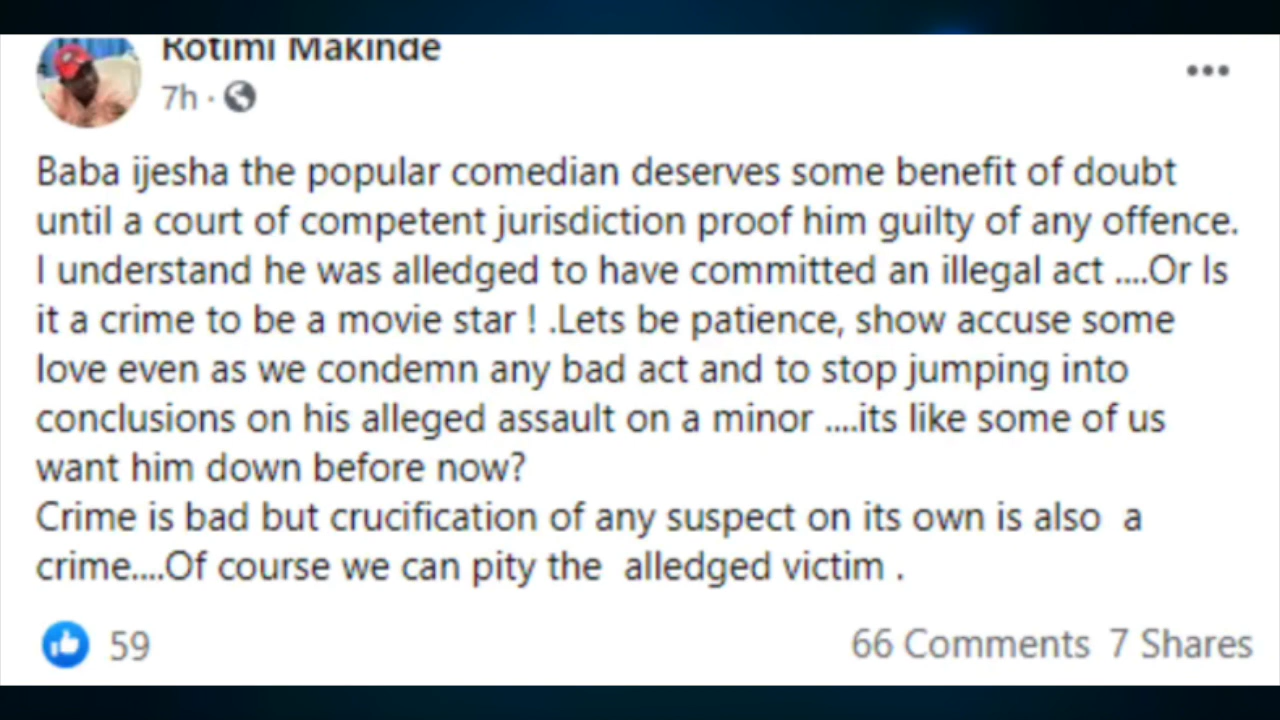 Rotimi Makinde
7h ·
Baba ijesha the popular comedian deserves some benefit of doubt
until a court of competent jurisdiction proof him guilty of any offence.
I understand he was alledged to have committed an illegal act ....Or Is
it a crime to be a movie star ! .Lets be patience, show accuse some
love even as we condemn any bad act and to stop jumping into
conclusions on his alleged assault on a minor ....its like some of us
want him down before now?
Crime is bad but crucification of any suspect on its own is also  a
crime....Of course we can pity the  alledged victim .
59 66 Comments 7 Shares